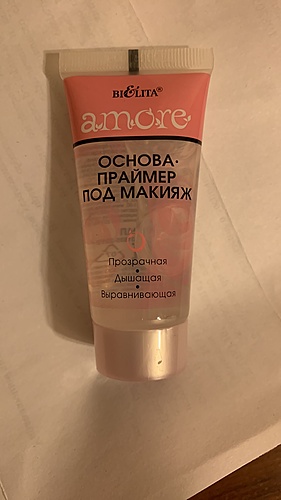 BIELITA®
amore
ОСНОВА-
ПРАЙМЕР
ПОД МАКИЯЖ
Прозрачная
•
Дышащая
•
Выравнивающая